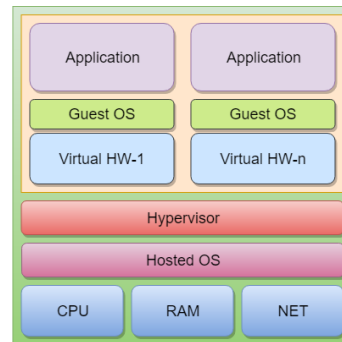 Application Application
Guest OS Guest OS
Virtual HW-1 Virtual HW-n
Hypervisor
Hosted OS
CPU RAM NET